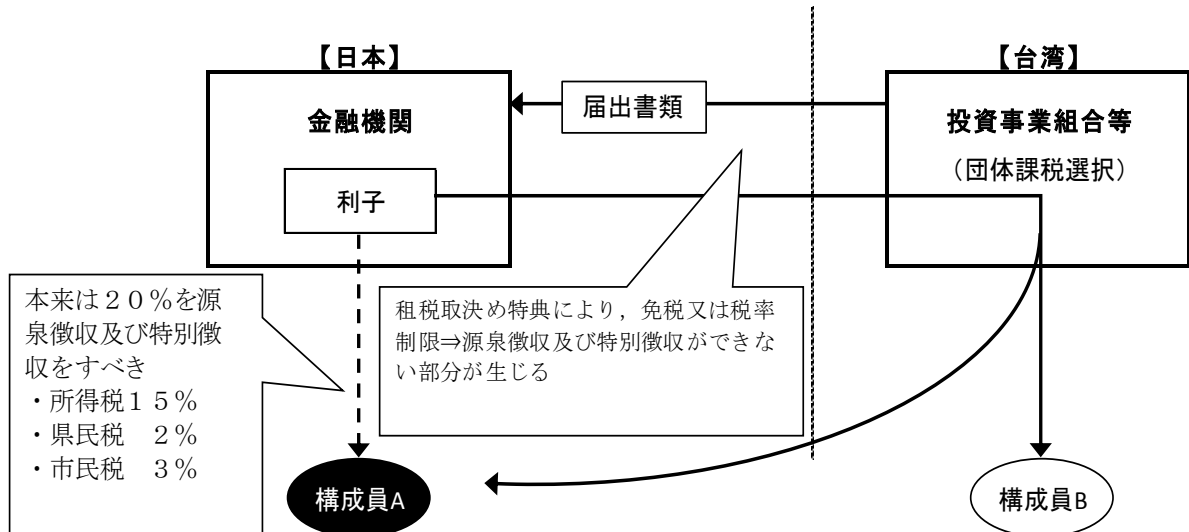 【日本】
【台湾】
金融機関
届出書類
投資事業組合等
（団体課税選択）
利子
本来は２０％を源
泉徴収及び特別徴
収をすべき
・所得税１５％
・県民税　２％
・市民税　３％
租税取決め特典により，免税又は税率
制限⇒源泉徴収及び特別徴収ができな
い部分が生じる
構成員A
構成員B